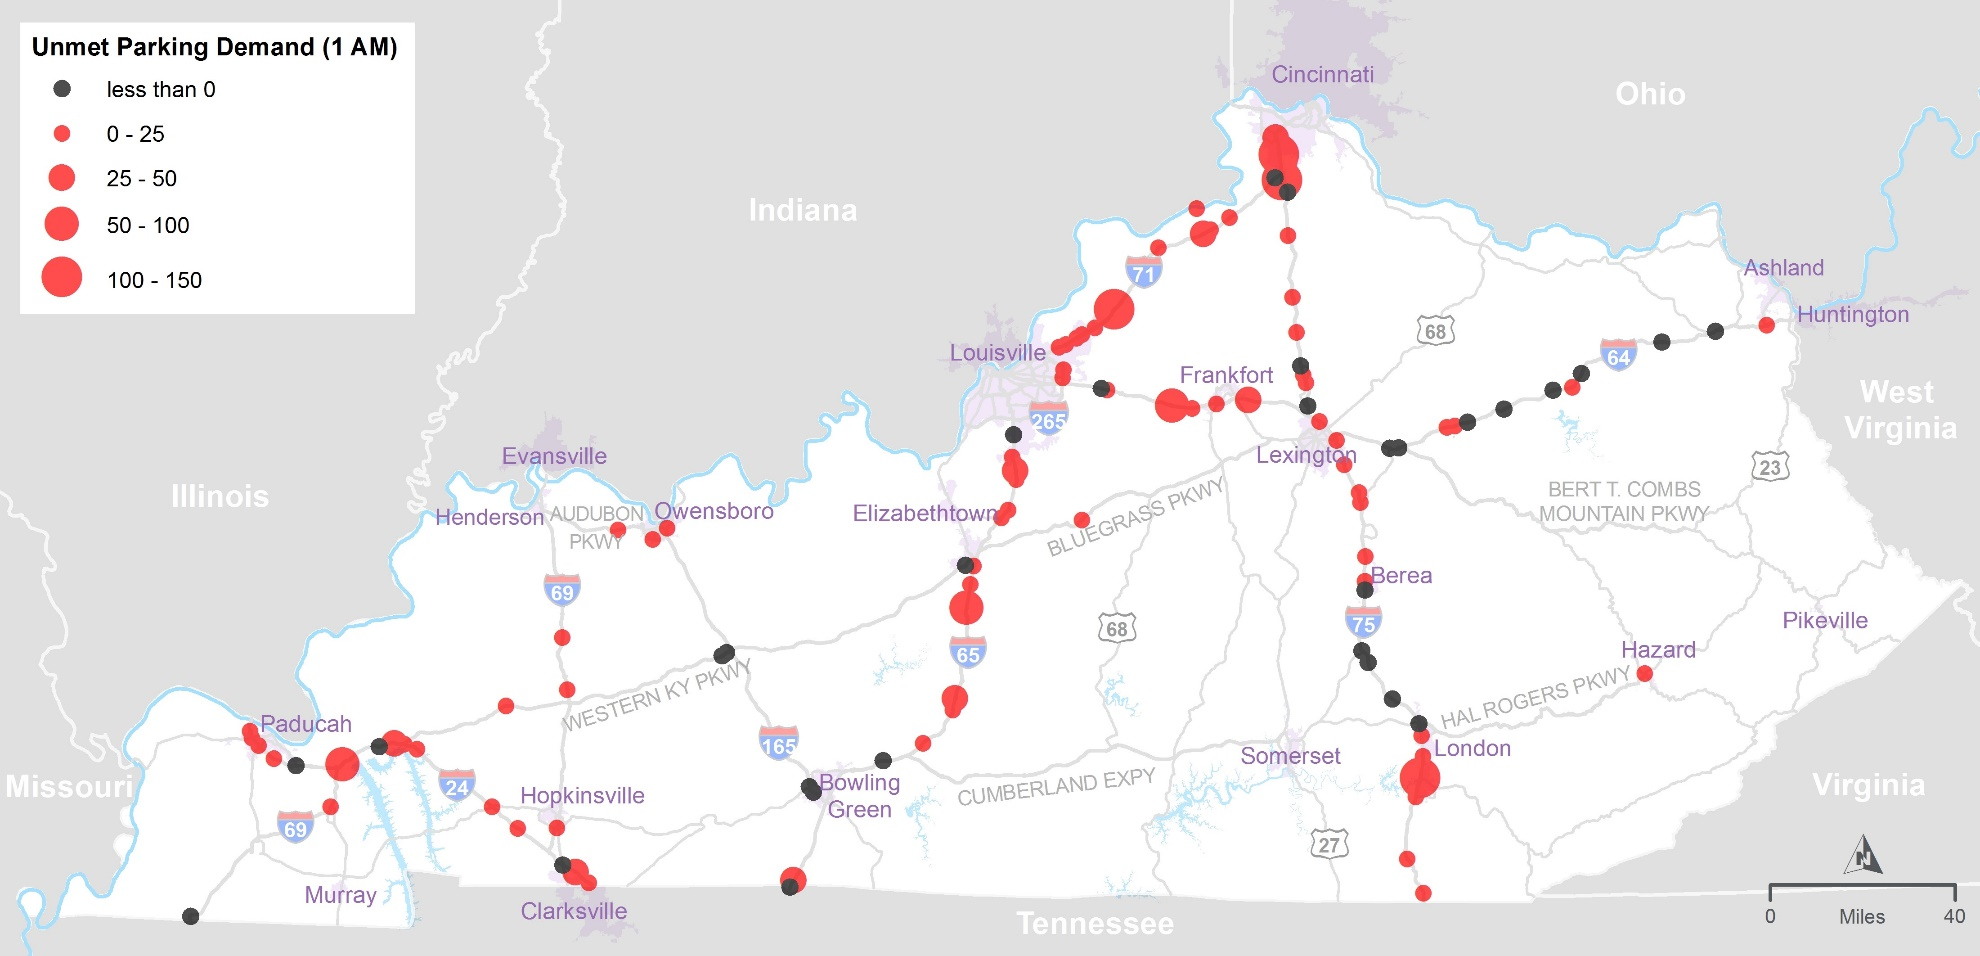 Unmet Parking Demand (1 AM)
less than 0
0 - 25
25 - 50
50 - 100
100 - 150
Cincinnati
Ohio
Indiana
71
Ashland
Huntington
68
Louisville
64
Frankfort
265
West
Virginia
Evansville
Lexington
23
Illinois
BERT T. COMBS
MOUNTAIN PKWY
Henderson
AUDUBON
PKWY
Owensboro
Elizabethtown
BLUEGRASS PKWY
69
Berea
75
68
Pikeville
65
Hazard
WESTERN KY PKWY
HAL ROGERS PKWY
Paducah
165
Somerset
London
Missouri
24
Hopkinsville
Bowling
Green
CUMBERLAND EXPY
Virginia
69
27
N
Murray
Clarksville
Tennessee
0 Miles 40